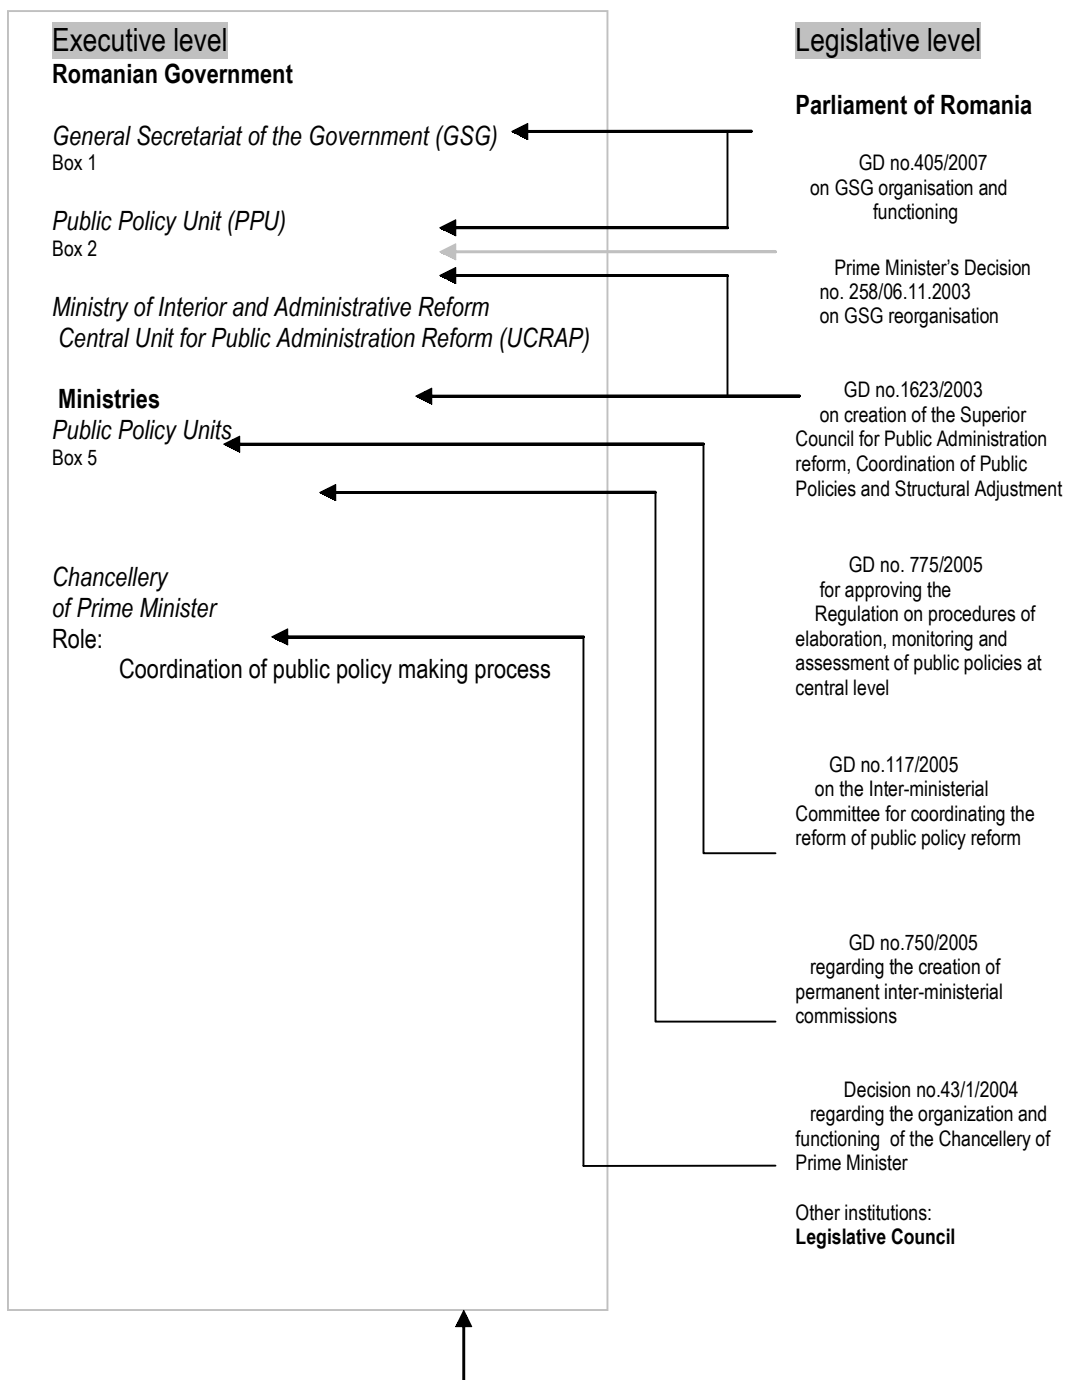 Executive level
Romanian Government
General Secretariat of the Government (GSG)
Box 1
Public Policy Unit (PPU)
Box 2
Ministry of Interior and Administrative Reform
Central Unit for Public Administration Reform (UCRAP)
Ministries
Public Policy Units
Box 5
Chancellery
of Prime Minister
Role:
Coordination of public policy making process
Legislative level
Parliament of Romania
GD no.405/2007
on GSG organisation and
functioning
Prime Minister’s Decision
no. 258/06.11.2003
on GSG reorganisation
GD no.1623/2003
on creation of the Superior
Council for Public Administration
reform, Coordination of Public
Policies and Structural Adjustment
GD no. 775/2005
for approving the
Regulation on procedures of
elaboration, monitoring and
assessment of public policies at
central level
GD no.117/2005
on the Inter-ministerial
Committee for coordinating the
reform of public policy reform
GD no.750/2005
regarding the creation of
permanent inter-ministerial
commissions
Decision no.43/1/2004
regarding the organization and
functioning of the Chancellery of
Prime Minister
Other institutions:
Legislative Council